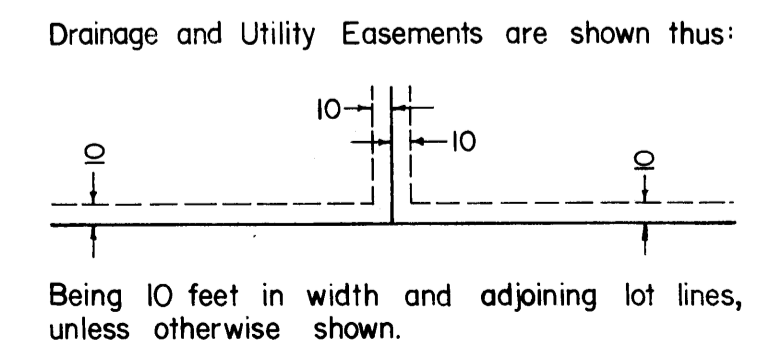 Drainage and Utility Easements are shown thus:
10
10
10
10
Being 10 feet in width and adjoining lot lines,
unless otherwise shown.